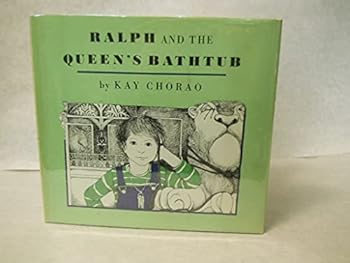 RALPH AND THE
QUEEN'S BATHTUB
by KAY CHORAO